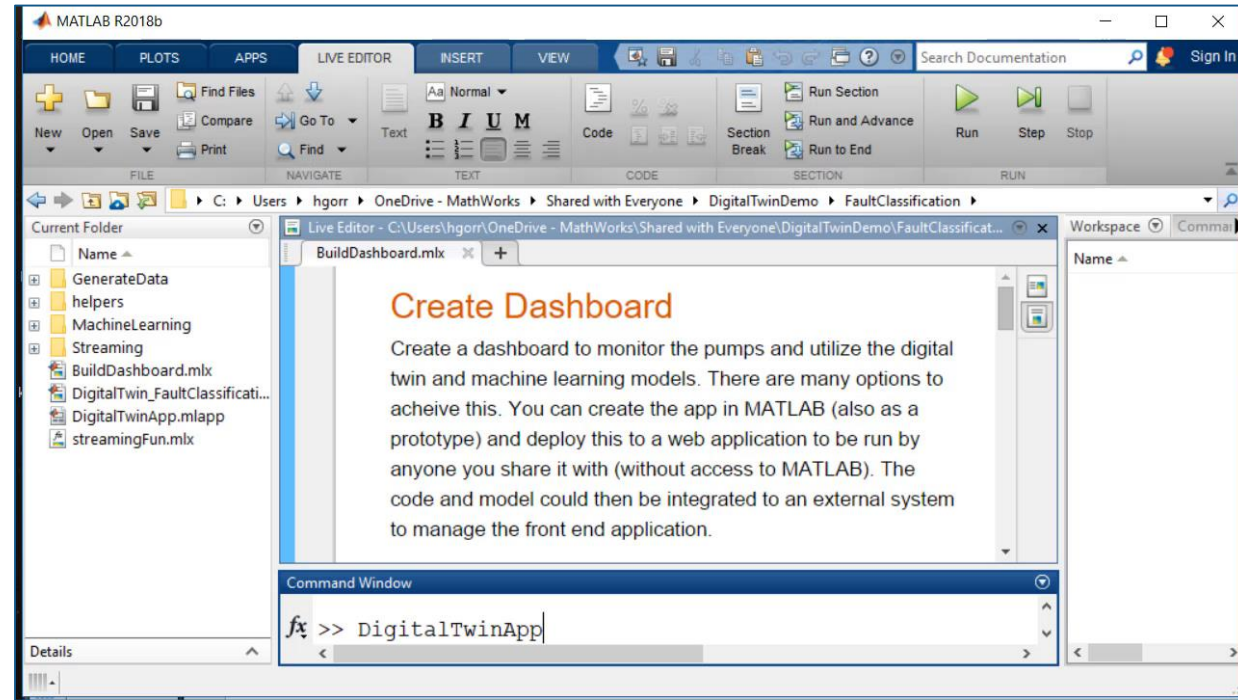 MATLAB R2018b
HOME PLOTS APPS LIVE EDITOR INSERT VIEW Search Documentation Sign In
New Open Save Find Files Compare Print
FILE
Go To Find
NAVIGATE
Text Aa Normal B I U M
TEXT
Code
CODE
Section Break Run Section Run and Advance Run to End
SECTION
Run Step Stop
RUN
C: Users hgorr OneDrive - MathWorks Shared with Everyone DigitalTwinDemo FaultClassification
Current Folder
Name
GenerateData
helpers
MachineLearning
Streaming
BuildDashboard.mlx
DigitalTwin_FaultClassificati...
DigitalTwinApp.mlapp
streamingFun.mlx
Details
Live Editor - C:\Users\hgorr\OneDrive - MathWorks\Shared with Everyone\DigitalTwinDemo\FaultClassificat...
BuildDashboard.mlx
Create Dashboard
Create a dashboard to monitor the pumps and utilize the digital
twin and machine learning models. There are many options to
acheive this. You can create the app in MATLAB (also as a
prototype) and deploy this to a web application to be run by
anyone you share it with (without access to MATLAB). The
code and model could then be integrated to an external system
to manage the front end application.
Command Window
fx >> DigitalTwinApp
Workspace Comma
Name